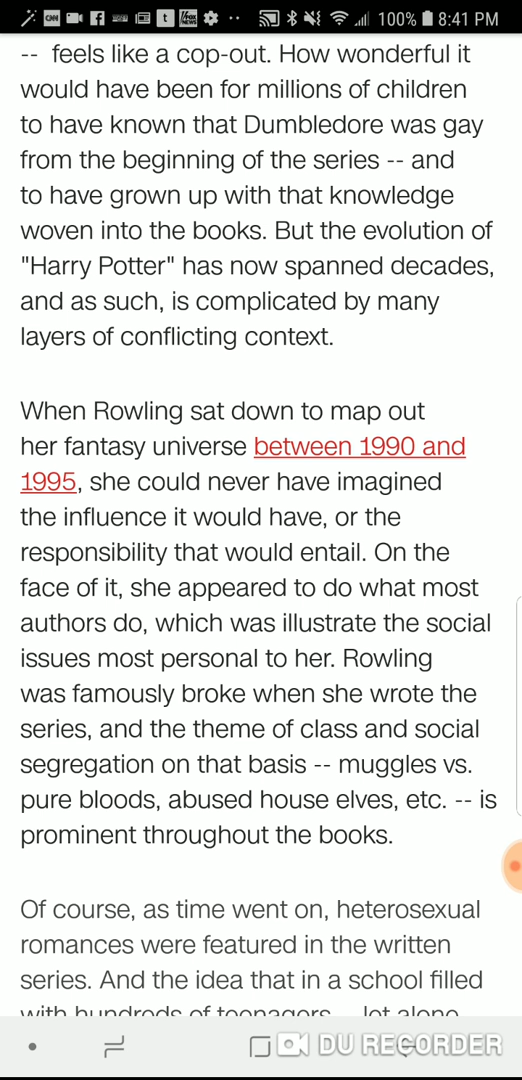 100% 8:41 PM
-- feels like a cop-out. How wonderful it
would have been for millions of children
to have known that Dumbledore was gay
from the beginning of the series -- and
to have grown up with that knowledge
woven into the books. But the evolution of
"Harry Potter" has now spanned decades,
and as such, is complicated by many
layers of conflicting context.
When Rowling sat down to map out
her fantasy universe between 1990 and
1995, she could never have imagined
the influence it would have, or the
responsibility that would entail. On the
face of it, she appeared to do what most
authors do, which was illustrate the social
issues most personal to her. Rowling
was famously broke when she wrote the
series, and the theme of class and social
segregation on that basis -- muggles vs.
pure bloods, abused house elves, etc. -- is
prominent throughout the books.
Of course, as time went on, heterosexual
romances were featured in the written
series. And the idea that in a school filled
with hundreds of teenagers -- let alone
DU RECORDER